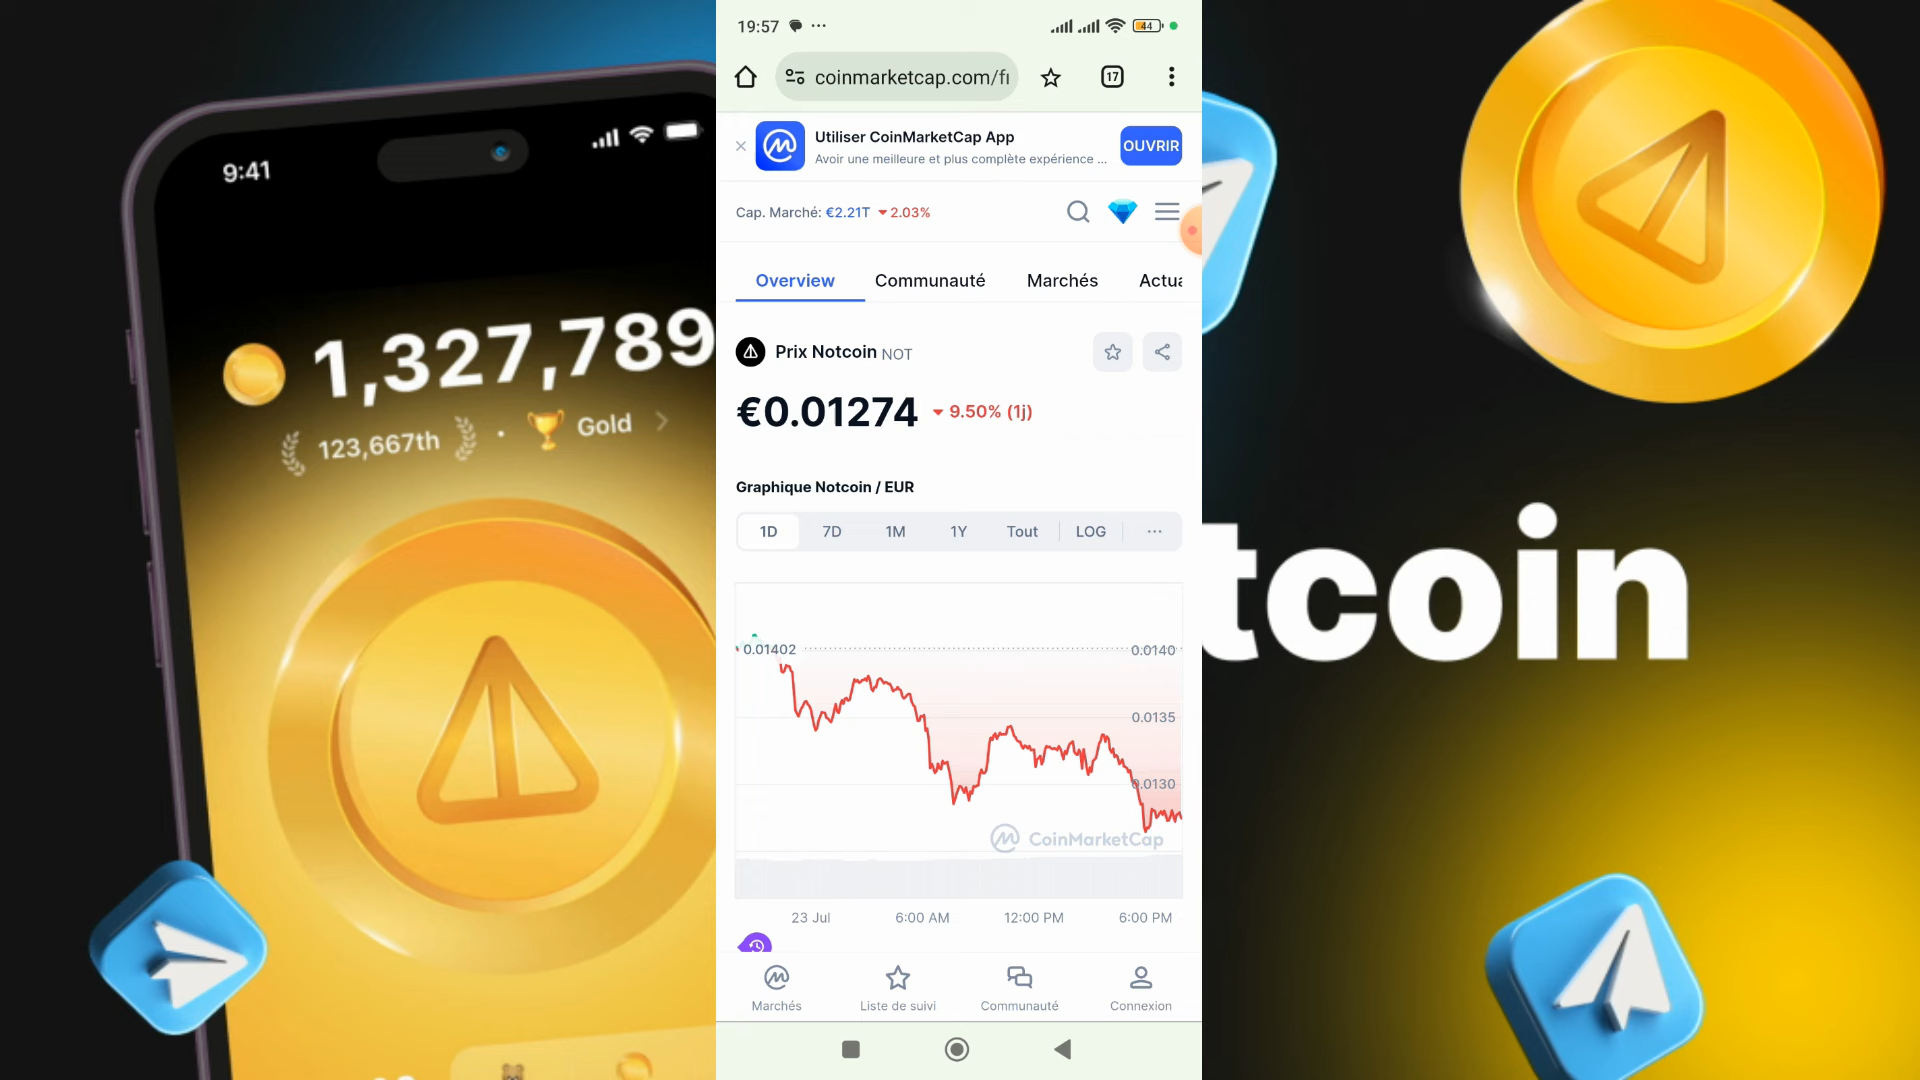 9:41
1,327,789
123,667th · Gold
19:57 ...
44
coinmarketcap.com/fr
17
Utiliser CoinMarketCap App
Avoir une meilleure et plus complète expérience ...
OUVRIR
Cap. Marché: €2.21T 2.03%
Overview Communauté Marchés Actua
Prix Notcoin NOT
€0.01274 9.50% (1j)
Graphique Notcoin / EUR
1D 7D 1M 1Y Tout LOG ...
0.01402
0.0140
0.0135
0.0130
CoinMarketCap
23 Jul 6:00 AM 12:00 PM 6:00 PM
Marchés Liste de suivi Communauté Connexion
tcoin